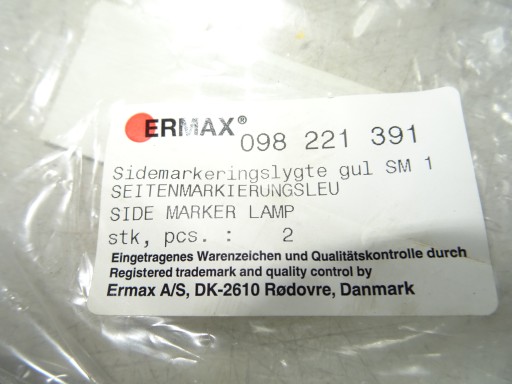 ERMAX® 098 221 391
Sidemarkeringslygte gul SM 1
SEITENMARKIERUNGSLEU
SIDE MARKER LAMP
stk, pcs. : 2
Eingetragenes Warenzeichen und Qualitätskontrolle durch
Registered trademark and quality control by
Ermax A/S, DK-2610 Rødovre, Danmark